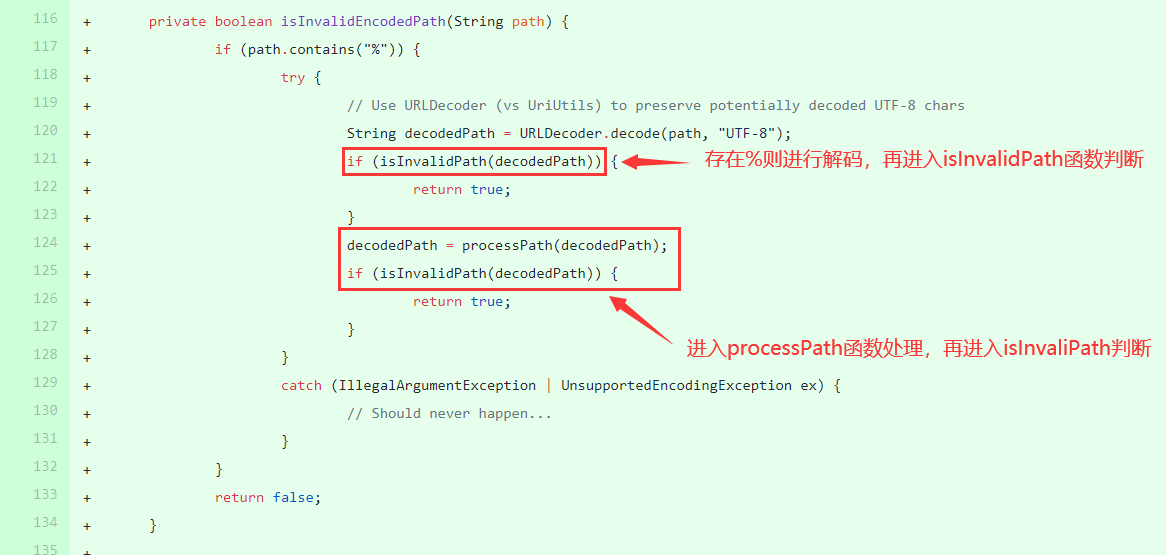 116 + private boolean isInvalidEncodedPath(String path) {
117 + if (path.contains("%")) {
118 + try {
119 + // Use URLDecoder (vs UriUtils) to preserve potentially decoded UTF-8 chars
120 + String decodedPath = URLDecoder.decode(path, "UTF-8");
121 + if (isInvalidPath(decodedPath)) { 存在%则进行解码，再进入isInvalidPath函数判断
122 + return true;
123 + }
124 + decodedPath = processPath(decodedPath);
125 + if (isInvalidPath(decodedPath)) {
126 + return true;
127 + }
进入processPath函数处理，再进入isInvaliPath判断
128 + }
129 + catch (IllegalArgumentException | UnsupportedEncodingException ex) {
130 + // Should never happen...
131 + }
132 + }
133 + return false;
134 + }
135 +